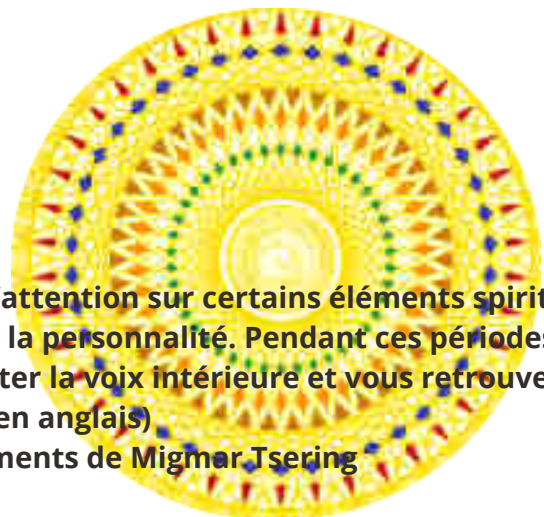 'attention sur certains éléments spirit
la personnalité. Pendant ces périodes
ter la voix intérieure et vous retrouve
en anglais)
ments de Migmar Tsering